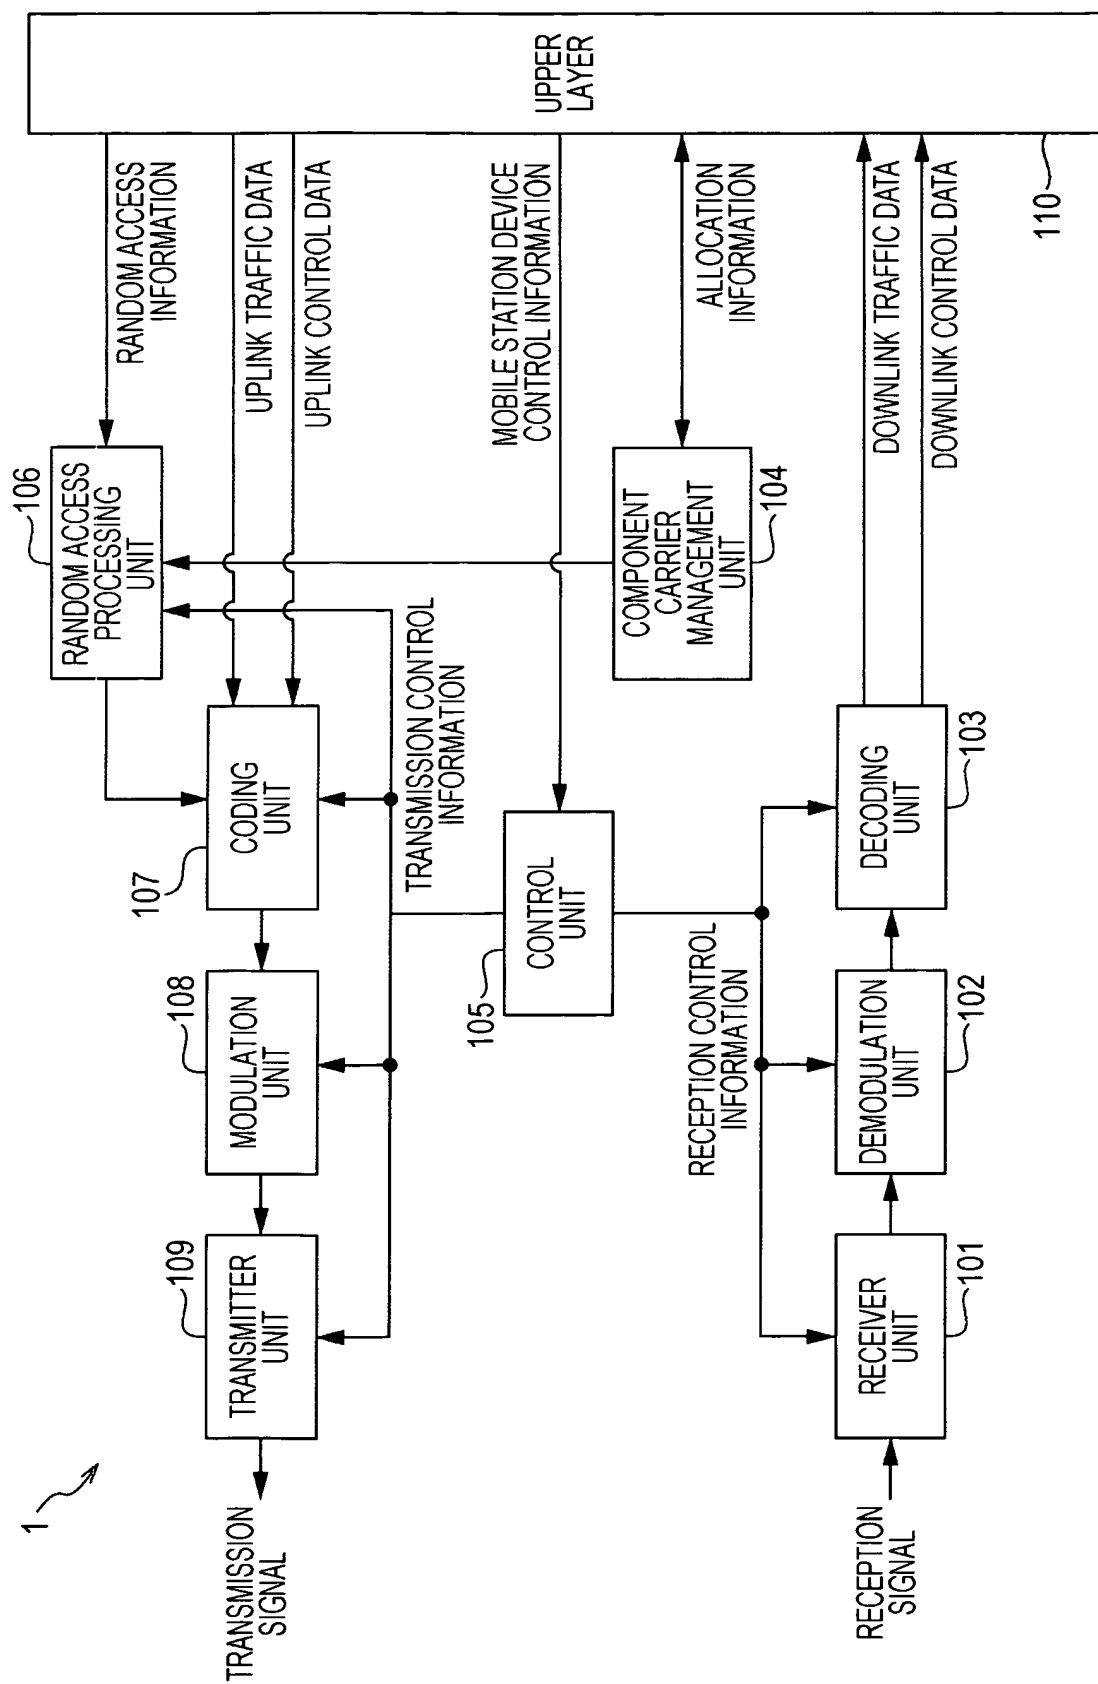 1
TRANSMISSION
SIGNAL
109
TRANSMITTER
UNIT
108
MODULATION
UNIT
107
CODING
UNIT
106
RANDOM ACCESS
PROCESSING
UNIT
RANDOM ACCESS
INFORMATION
UPLINK TRAFFIC DATA
UPLINK CONTROL DATA
TRANSMISSION CONTROL
INFORMATION
105
CONTROL
UNIT
MOBILE STATION DEVICE
CONTROL INFORMATION
COMPONENT
CARRIER
MANAGEMENT
UNIT
104
ALLOCATION
INFORMATION
UPPER
LAYER
110
RECEPTION CONTROL
INFORMATION
RECEPTION
SIGNAL
RECEIVER
UNIT
101
DEMODULATION
UNIT
102
DECODING
UNIT
103
DOWNLINK TRAFFIC DATA
DOWNLINK CONTROL DATA